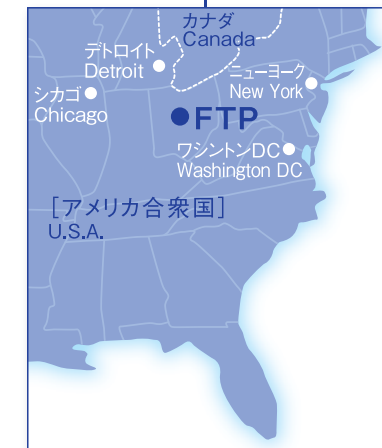 カナダ
Canada
デトロイト
Detroit
ニューヨーク
New York
シカゴ
Chicago
FTP
ワシントンDC
Washington DC
[アメリカ合衆国]
U.S.A.